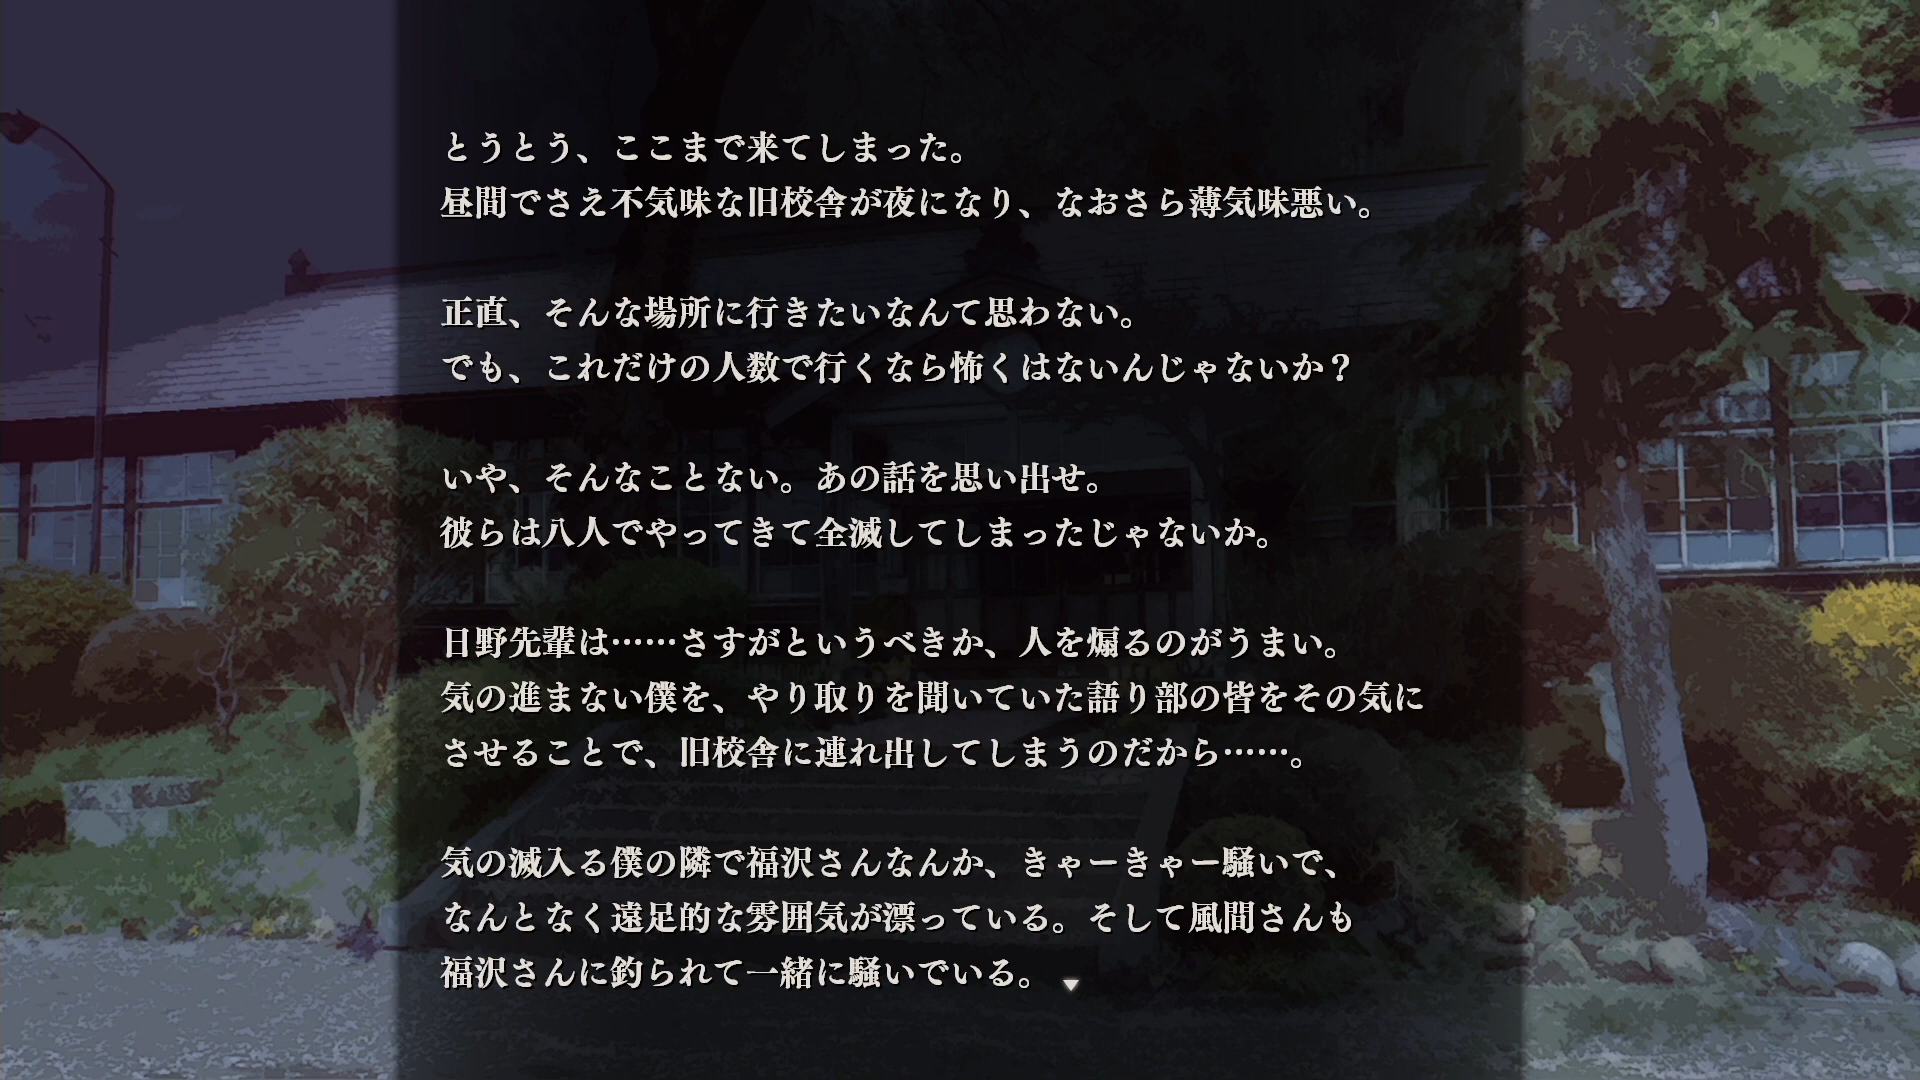 とうとう、ここまで来てしまった。
昼間でさえ不気味な旧校舎が夜になり、なおさら薄気味悪い。
正直、そんな場所に行きたいなんて思わない。
でも、これだけの人数で行くなら怖くはないんじゃないか？
いや、そんなことない。あの話を思い出せ。
彼らは八人でやってきて全滅してしまったじゃないか。
日野先輩は……さすがというべきか、人を煽るのがうまい。
気の進まない僕を、やり取りを聞いていた語り部の皆をその気に
させることで、旧校舎に連れ出してしまうのだから……。
気の滅入る僕の隣で福沢さんなんか、きゃーきゃー騒いで、
なんとなく遠足的な雰囲気が漂っている。そして風間さんも
福沢さんに釣られて一緒に騒いでいる。